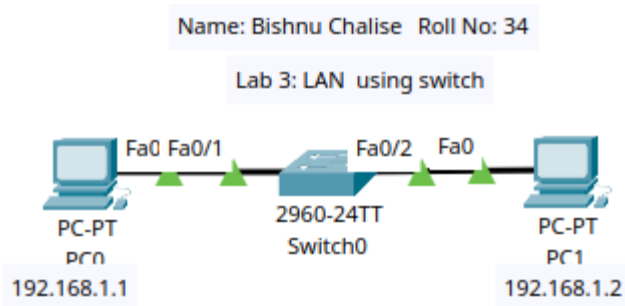 Name: Bishnu Chalise Roll No: 34
Lab 3: LAN using switch
Fa0 Fa0/1 Fa0/2 Fa0
2960-24TT
Switch0
PC-PT PC-PT
PC0 PC1
192.168.1.1 192.168.1.2